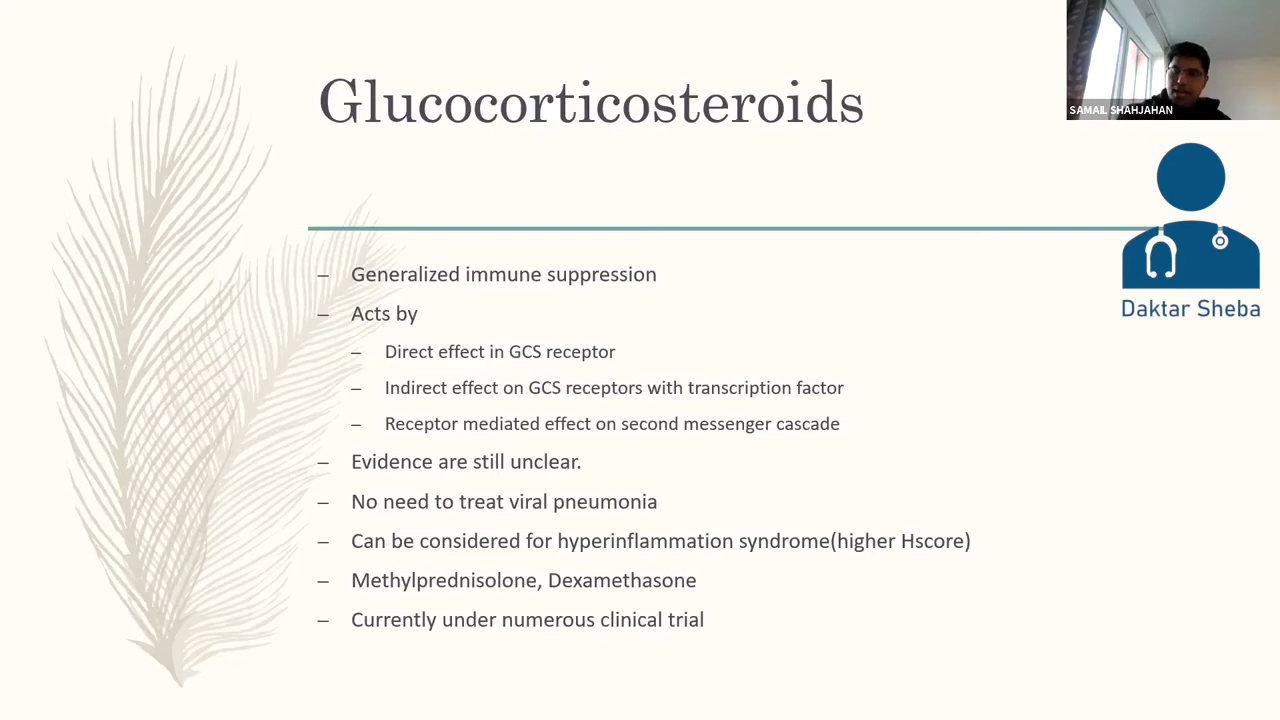 Glucocorticosteroids
SAMAIL SHAHJAHAN
Daktar Sheba
– Generalized immune suppression
– Acts by
– Direct effect in GCS receptor
– Indirect effect on GCS receptors with transcription factor
– Receptor mediated effect on second messenger cascade
– Evidence are still unclear.
– No need to treat viral pneumonia
– Can be considered for hyperinflammation syndrome(higher Hscore)
– Methylprednisolone, Dexamethasone
– Currently under numerous clinical trial